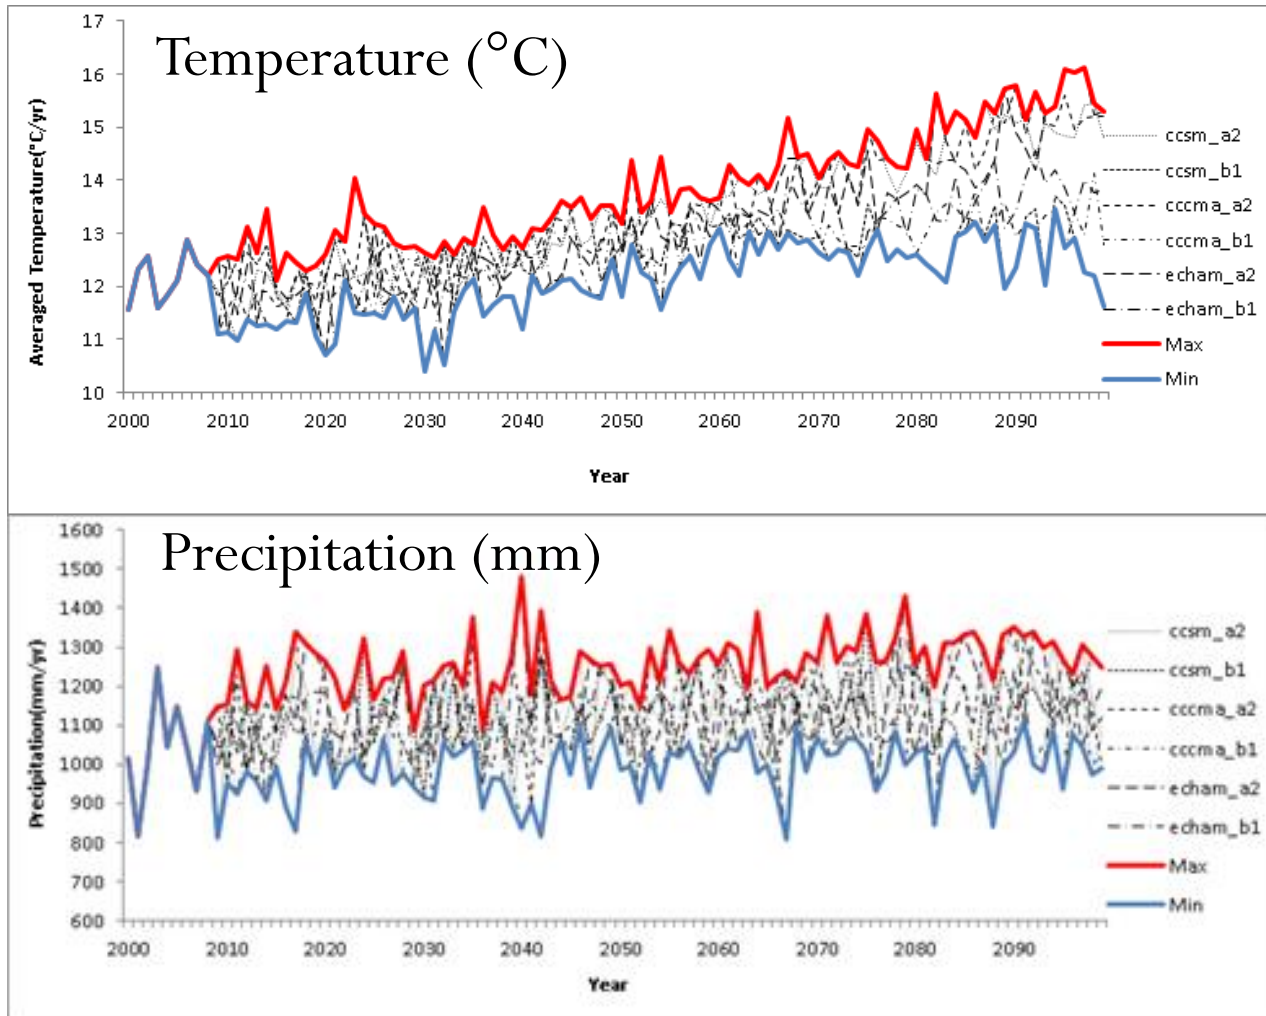 Temperature (°C)
17
16
15
14
13
12
11
10
Averaged Temperature(°C/yr)
2000 2010 2020 2030 2040 2050 2060 2070 2080 2090
Year
ccsm_a2
ccsm_b1
cccma_a2
cccma_b1
echam_a2
echam_b1
Max
Min
Precipitation (mm)
1600
1500
1400
1300
1200
1100
1000
900
800
700
600
Precipitation(mm/yr)
2000 2010 2020 2030 2040 2050 2060 2070 2080 2090
Year
ccsm_a2
ccsm_b1
cccma_a2
cccma_b1
echam_a2
echam_b1
Max
Min